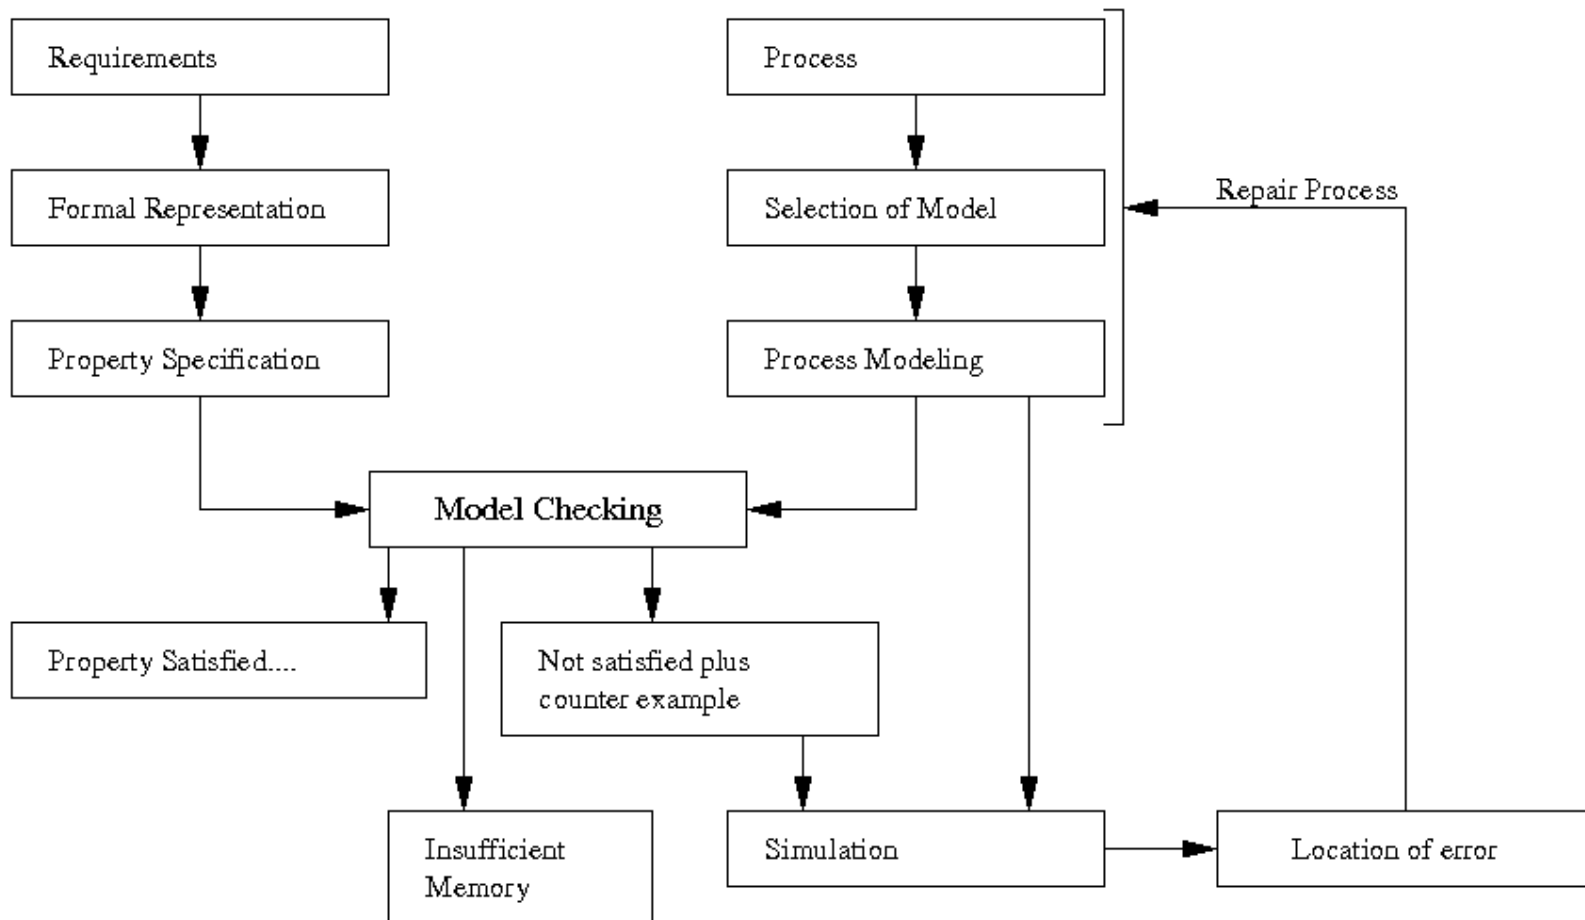 Requirements
Process
Formal Representation
Selection of Model
Repair Process
Property Specification
Process Modeling
Model Checking
Property Satisfied....
Not satisfied plus
counter example
Insufficient
Memory
Simulation
Location of error